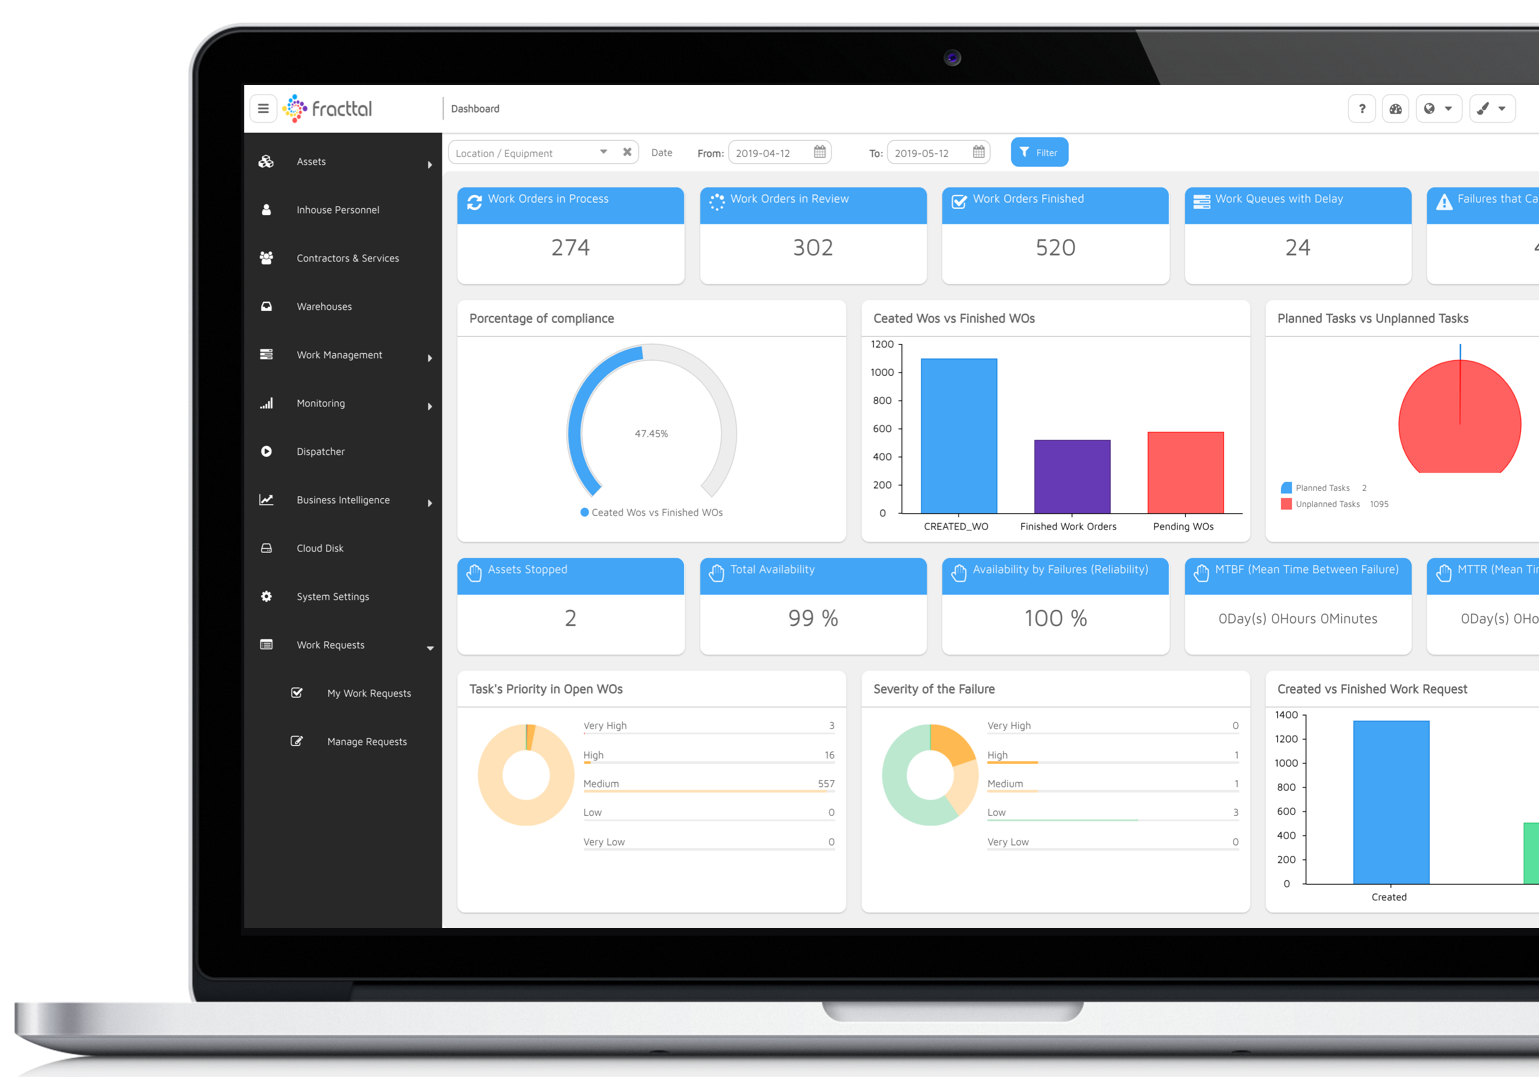 fracttal
Dashboard
?
Assets
Inhouse Personnel
Contractors & Services
Warehouses
Work Management
Monitoring
Dispatcher
Business Intelligence
Cloud Disk
System Settings
Work Requests
My Work Requests
Manage Requests
Location / Equipment
Date
From: 2019-04-12
To: 2019-05-12
Filter
Work Orders in Process
274
Work Orders in Review
302
Work Orders Finished
520
Work Queues with Delay
24
Failures that Ca
Porcentage of compliance
47.45%
Ceated Wos vs Finished WOs
Ceated Wos vs Finished WOs
1200
1000
800
600
400
200
0
CREATED_WO Finished Work Orders Pending WOs
Planned Tasks vs Unplanned Tasks
Planned Tasks 2
Unplanned Tasks 1095
Assets Stopped
2
Total Availability
99 %
Availability by Failures (Reliability)
100 %
MTBF (Mean Time Between Failure)
0Day(s) 0Hours 0Minutes
MTTR (Mean Ti
0Day(s) 0Ho
Task's Priority in Open WOs
Very High 3
High 16
Medium 557
Low 0
Very Low 0
Severity of the Failure
Very High 0
High 1
Medium 1
Low 3
Very Low 0
Created vs Finished Work Request
1400
1200
1000
800
600
400
200
0
Created